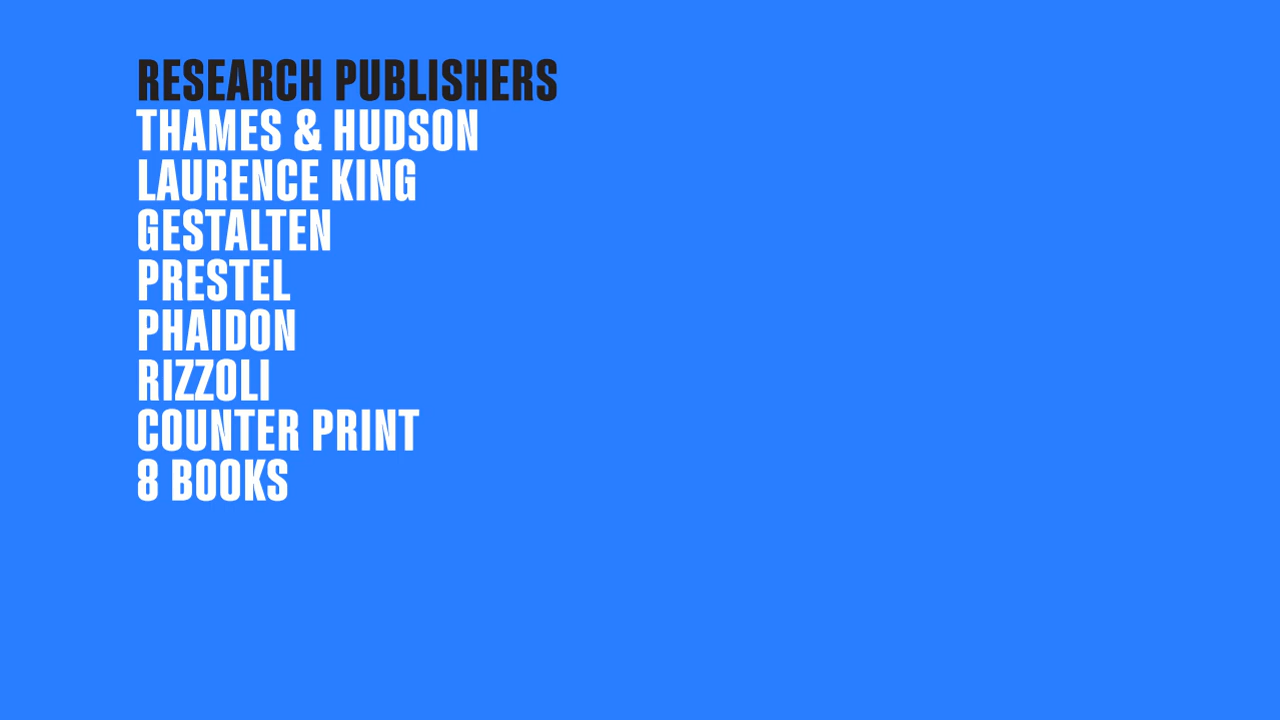 RESEARCH PUBLISHERS
THAMES & HUDSON
LAURENCE KING
GESTALTEN
PRESTEL
PHAIDON
RIZZOLI
COUNTER PRINT
8 BOOKS